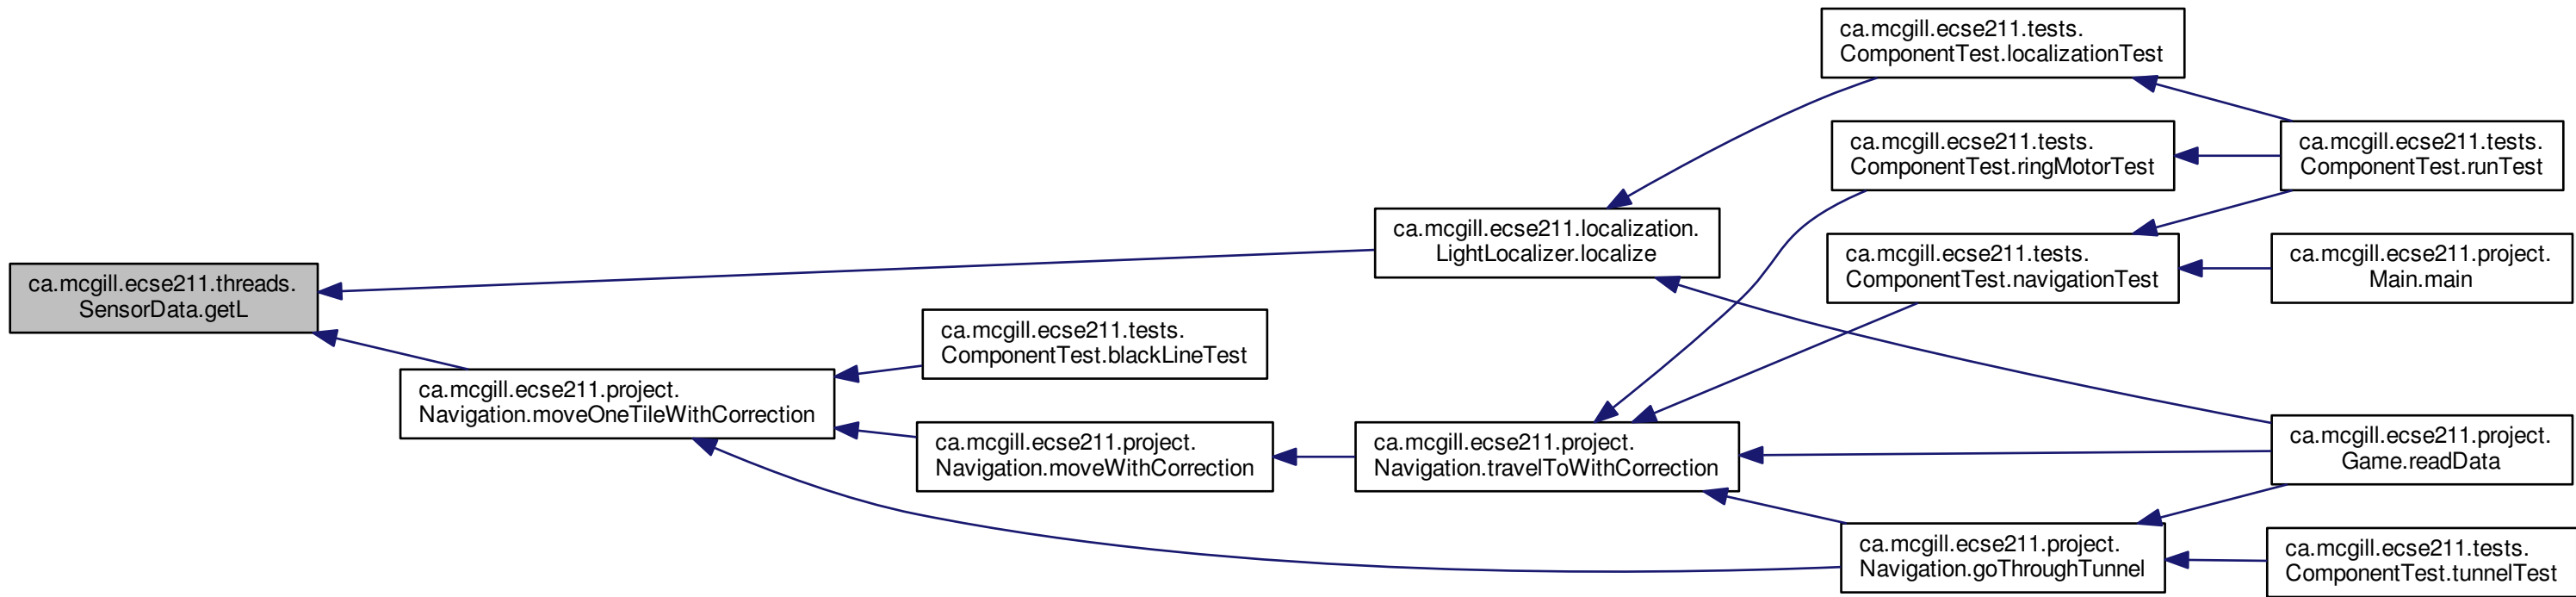 ca.mcgill.ecse211.tests.
ComponentTest.localizationTest
ca.mcgill.ecse211.tests.
ComponentTest.ringMotorTest
ca.mcgill.ecse211.tests.
ComponentTest.runTest
ca.mcgill.ecse211.localization.
LightLocalizer.localize
ca.mcgill.ecse211.tests.
ComponentTest.navigationTest
ca.mcgill.ecse211.project.
Main.main
ca.mcgill.ecse211.threads.
SensorData.getL
ca.mcgill.ecse211.tests.
ComponentTest.blackLineTest
ca.mcgill.ecse211.project.
Navigation.moveOneTileWithCorrection
ca.mcgill.ecse211.project.
Navigation.moveWithCorrection
ca.mcgill.ecse211.project.
Navigation.travelToWithCorrection
ca.mcgill.ecse211.project.
Game.readData
ca.mcgill.ecse211.project.
Navigation.goThroughTunnel
ca.mcgill.ecse211.tests.
ComponentTest.tunnelTest